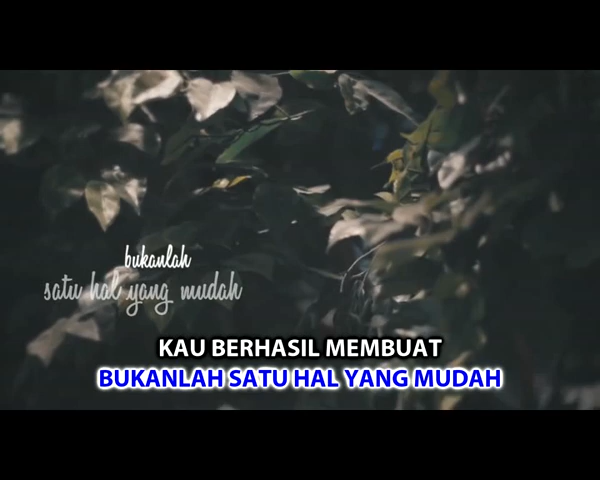 bukanlah
satu hal yang mudah
KAU BERHASIL MEMBUAT
BUKANLAH SATU HAL YANG MUDAH